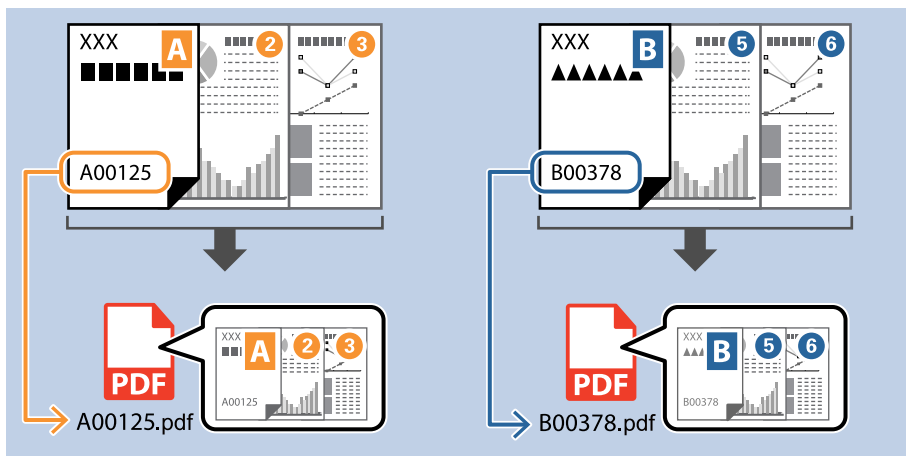 XXX
A
2
3
A00125
XXX
B
5
6
B00378
PDF
XXX
A
2
3
A00125
A00125.pdf
PDF
XXX
B
5
6
B00378
B00378.pdf